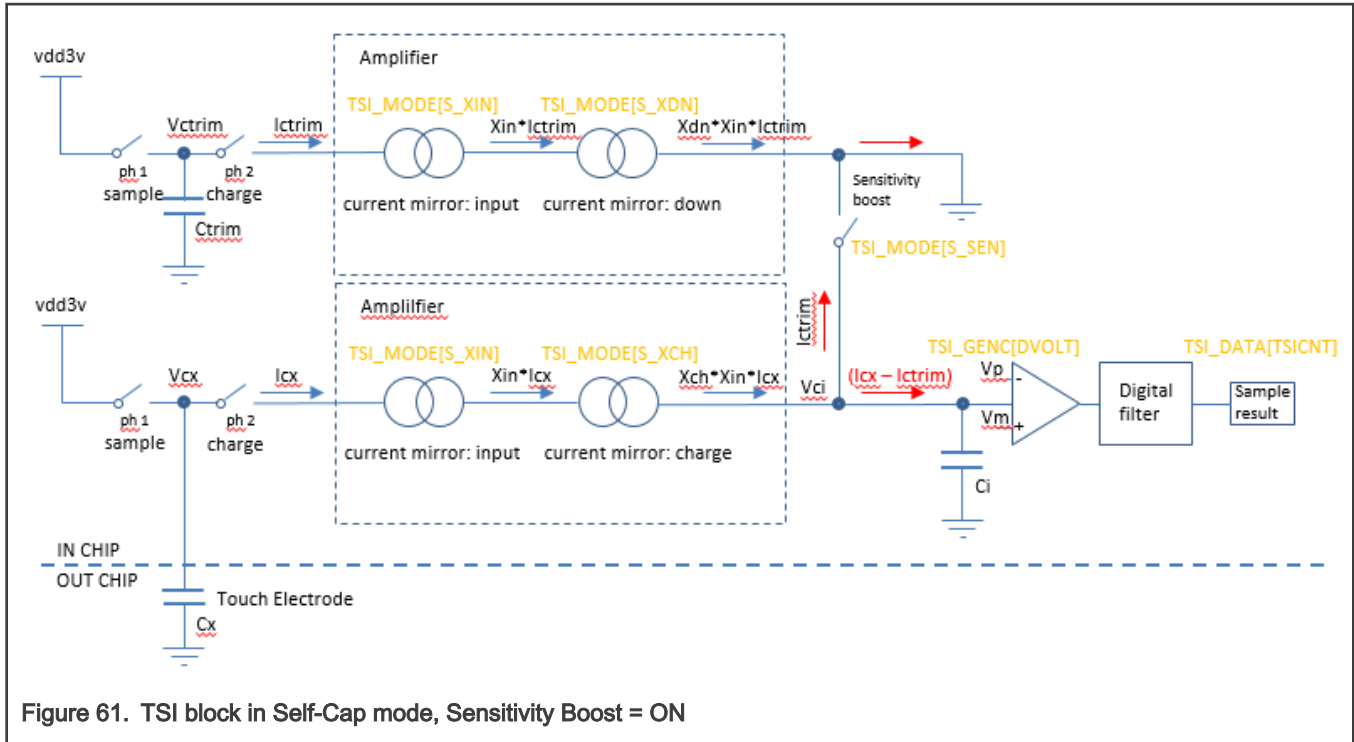 vdd3v
Amplifier
TSI_MODE[S_XIN]
TSI_MODE[S_XDN]
Vctrim
Ictrim
Xin*Ictrim
Xdn*Xin*Ictrim
ph 1
sample
ph 2
charge
Ctrim
current mirror: input
current mirror: down
Sensitivity
boost
TSI_MODE[S_SEN]
vdd3v
Amplilfier
TSI_MODE[S_XIN]
TSI_MODE[S_XCH]
Ictrim
TSI_GENC[DVOLT]
TSI_DATA[TSICNT]
Vcx
Icx
Xin*Icx
Xch*Xin*Icx
Vci
(Icx – Ictrim)
Vp
-
Vm
+
Digital
filter
Sample
result
ph 1
sample
ph 2
charge
current mirror: input
current mirror: charge
Ci
IN CHIP
OUT CHIP
Touch Electrode
Cx
Figure 61. TSI block in Self-Cap mode, Sensitivity Boost = ON